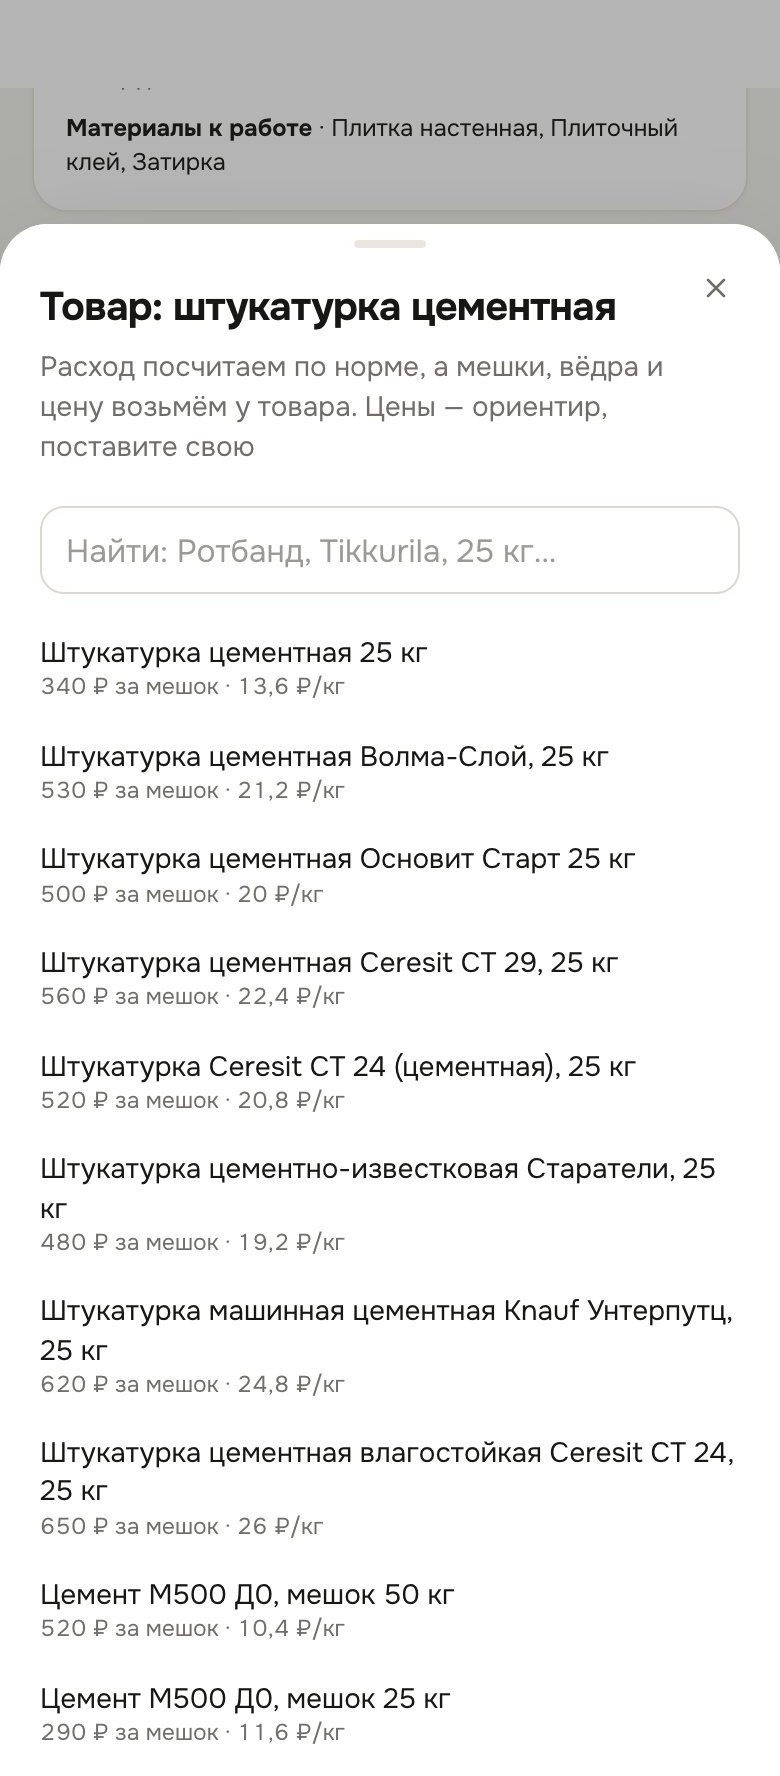 Материалы к работе · Плитка настенная, Плиточный
клей, Затирка
Товар: штукатурка цементная
Расход посчитаем по норме, а мешки, вёдра и
цену возьмём у товара. Цены — ориентир,
поставите свою
Найти: Ротбанд, Tikkurila, 25 кг...
Штукатурка цементная 25 кг
340 ₽ за мешок · 13,6 ₽/кг
Штукатурка цементная Волма-Слой, 25 кг
530 ₽ за мешок · 21,2 ₽/кг
Штукатурка цементная Основит Старт 25 кг
500 ₽ за мешок · 20 ₽/кг
Штукатурка цементная Ceresit CT 29, 25 кг
560 ₽ за мешок · 22,4 ₽/кг
Штукатурка Ceresit CT 24 (цементная), 25 кг
520 ₽ за мешок · 20,8 ₽/кг
Штукатурка цементно-известковая Старатели, 25
кг
480 ₽ за мешок · 19,2 ₽/кг
Штукатурка машинная цементная Knauf Унтерпутц,
25 кг
620 ₽ за мешок · 24,8 ₽/кг
Штукатурка цементная влагостойкая Ceresit CT 24,
25 кг
650 ₽ за мешок · 26 ₽/кг
Цемент М500 Д0, мешок 50 кг
520 ₽ за мешок · 10,4 ₽/кг
Цемент М500 Д0, мешок 25 кг
290 ₽ за мешок · 11,6 ₽/кг